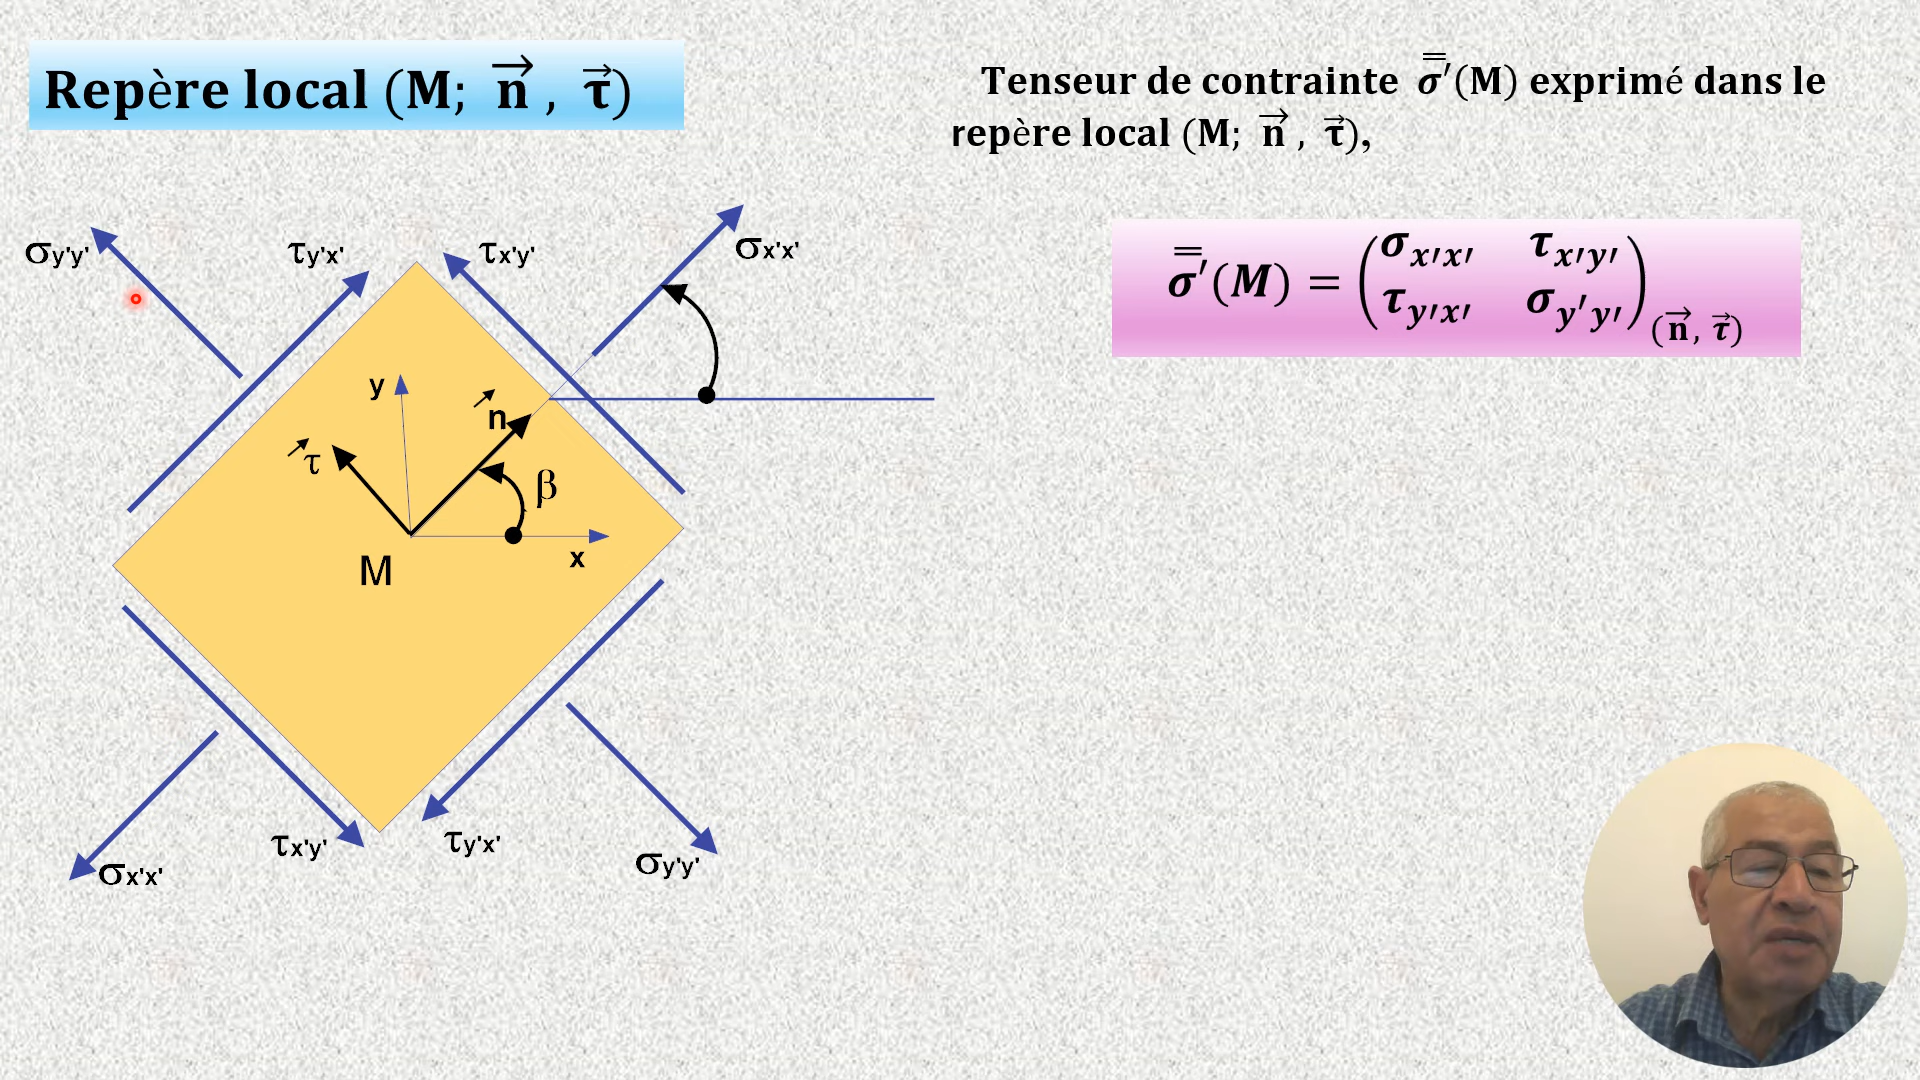 Repère local (M; n⃗ , τ⃗)
Tenseur de contrainte σ̿′(M) exprimé dans le
repère local (M; n⃗ , τ⃗),
σ̿′(M) = (σx′x′ τx′y′
τy′x′ σy′y′)(n⃗, τ⃗)
σy'y'
τy'x'
τx'y'
σx'x'
y
n⃗
τ⃗
β
M
x
τx'y'
τy'x'
σx'x'
σy'y'